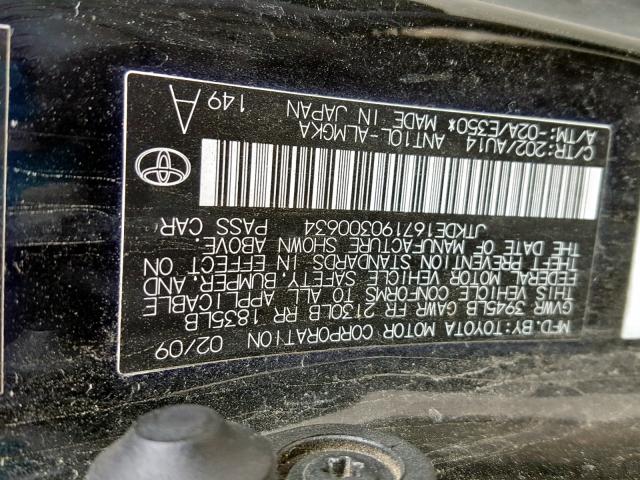 MFD.BY:TOYOTA MOTOR CORPORATION 02/09
GVWR 3945LB GAWR FR 2130LB RR 1835LB
THIS VEHICLE CONFORMS TO ALL APPLICABLE
FEDERAL MOTOR VEHICLE SAFETY, BUMPER, AND
THEFT PREVENTION STANDARDS IN EFFECT ON
THE DATE OF MANUFACTURE SHOWN ABOVE.
JTKDE167190300634 PASS CAR
C/TR:202/AU14 ANT10L-ALMGKA
A/TM:-02A/E350* MADE IN JAPAN
149 A